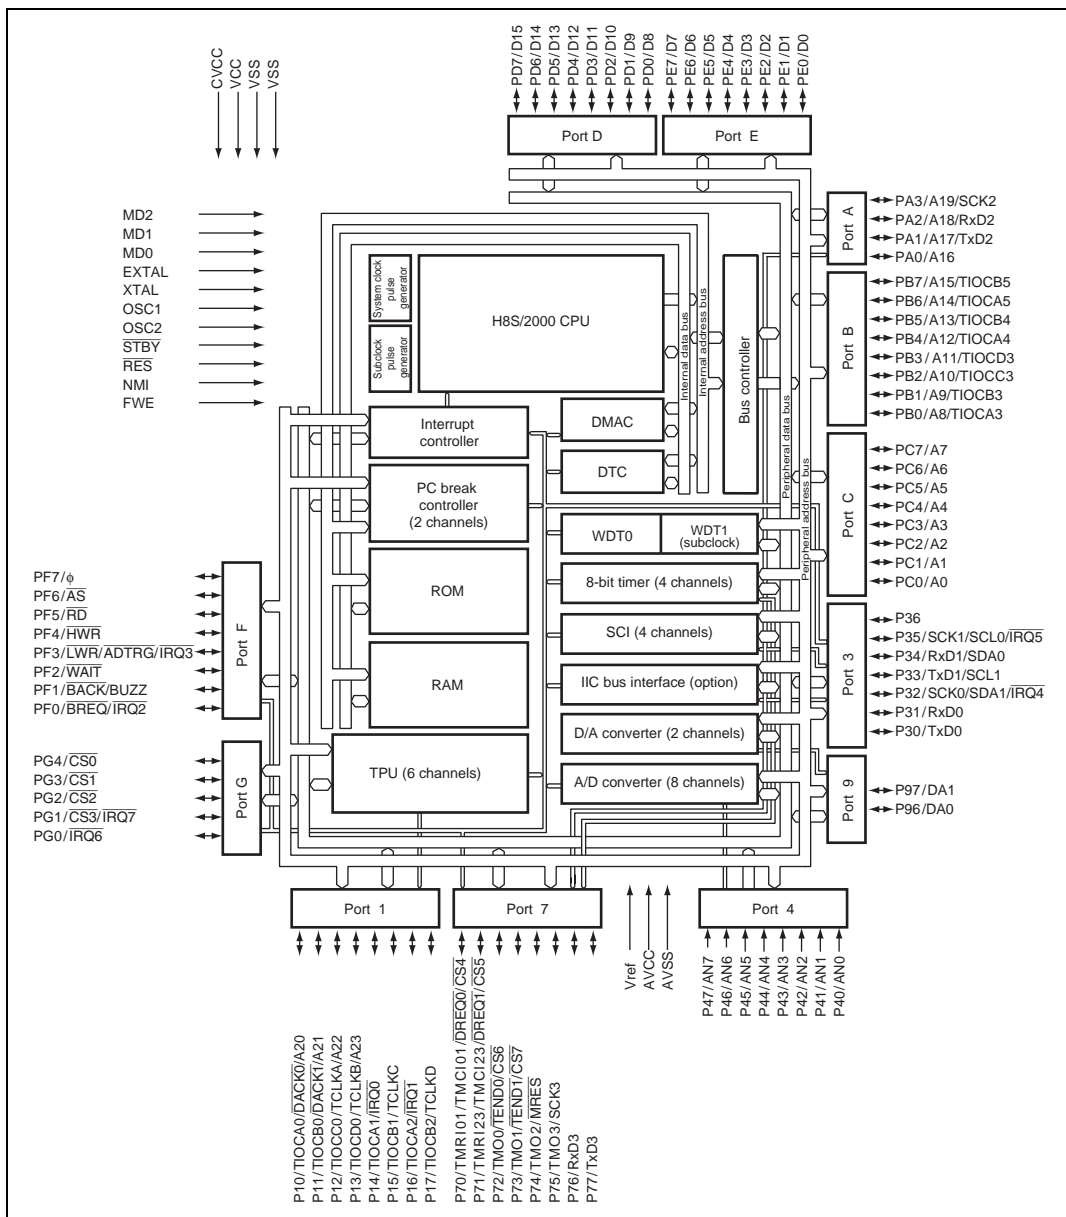 CVCC
VCC
VSS
VSS
PD7/D15
PD6/D14
PD5/D13
PD4/D12
PD3/D11
PD2/D10
PD1/D9
PD0/D8
PE7/D7
PE6/D6
PE5/D5
PE4/D4
PE3/D3
PE2/D2
PE1/D1
PE0/D0
Port D
Port E
MD2
MD1
MD0
EXTAL
XTAL
OSC1
OSC2
STBY
RES
NMI
FWE
System clock
pulse
generator
Subclock
pulse
generator
H8S/2000 CPU
Internal data bus
Internal address bus
Bus controller
Peripheral data bus
Peripheral address bus
Interrupt
controller
DMAC
PC break
controller
(2 channels)
DTC
WDT0
WDT1
(subclock)
ROM
8-bit timer (4 channels)
SCI (4 channels)
RAM
IIC bus interface (option)
D/A converter (2 channels)
TPU (6 channels)
A/D converter (8 channels)
Port A
PA3/A19/SCK2
PA2/A18/RxD2
PA1/A17/TxD2
PA0/A16
Port B
PB7/A15/TIOCB5
PB6/A14/TIOCA5
PB5/A13/TIOCB4
PB4/A12/TIOCA4
PB3/A11/TIOCD3
PB2/A10/TIOCC3
PB1/A9/TIOCB3
PB0/A8/TIOCA3
Port C
PC7/A7
PC6/A6
PC5/A5
PC4/A4
PC3/A3
PC2/A2
PC1/A1
PC0/A0
Port 3
P36
P35/SCK1/SCL0/IRQ5
P34/RxD1/SDA0
P33/TxD1/SCL1
P32/SCK0/SDA1/IRQ4
P31/RxD0
P30/TxD0
Port 9
P97/DA1
P96/DA0
PF7/ϕ
PF6/AS
PF5/RD
PF4/HWR
PF3/LWR/ADTRG/IRQ3
PF2/WAIT
PF1/BACK/BUZZ
PF0/BREQ/IRQ2
Port F
PG4/CS0
PG3/CS1
PG2/CS2
PG1/CS3/IRQ7
PG0/IRQ6
Port G
Port 1
Port 7
Port 4
Vref
AVCC
AVSS
P47/AN7
P46/AN6
P45/AN5
P44/AN4
P43/AN3
P42/AN2
P41/AN1
P40/AN0
P10/TIOCA0/DACK0/A20
P11/TIOCB0/DACK1/A21
P12/TIOCC0/TCLKA/A22
P13/TIOCD0/TCLKB/A23
P14/TIOCA1/IRQ0
P15/TIOCB1/TCLKC
P16/TIOCA2/IRQ1
P17/TIOCB2/TCLKD
P70/TMRI01/TMCI01/DREQ0/CS4
P71/TMRI23/TMCI23/DREQ1/CS5
P72/TMO0/TEND0/CS6
P73/TMO1/TEND1/CS7
P74/TMO2/MRES
P75/TMO3/SCK3
P76/RxD3
P77/TxD3